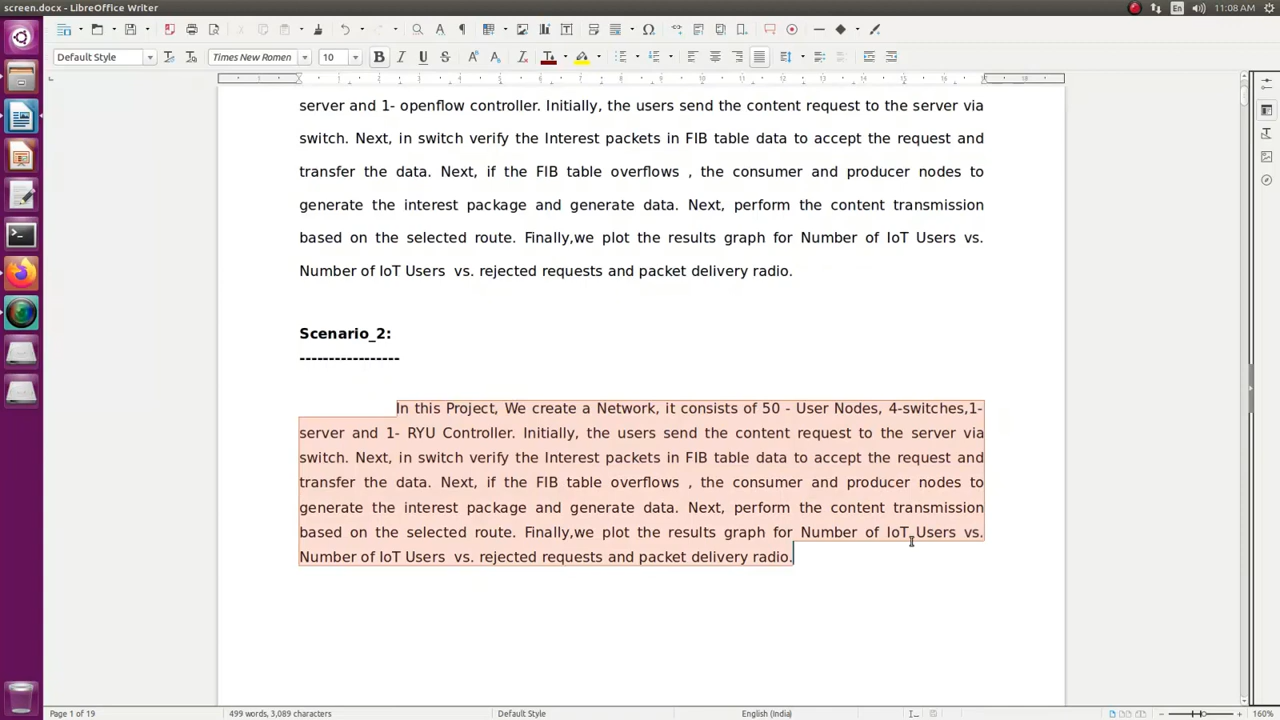 screen.docx - LibreOffice Writer
En
11:08 AM
Default Style
Times New Roman
10
server and 1- openflow controller. Initially, the users send the content request to the server via
switch. Next, in switch verify the Interest packets in FIB table data to accept the request and
transfer the data. Next, if the FIB table overflows , the consumer and producer nodes to
generate the interest package and generate data. Next, perform the content transmission
based on the selected route. Finally,we plot the results graph for Number of IoT Users vs.
Number of IoT Users  vs. rejected requests and packet delivery radio.
Scenario_2:
-----------------
In this Project, We create a Network, it consists of 50 - User Nodes, 4-switches,1-
server and 1- RYU Controller. Initially, the users send the content request to the server via
switch. Next, in switch verify the Interest packets in FIB table data to accept the request and
transfer the data. Next, if the FIB table overflows , the consumer and producer nodes to
generate the interest package and generate data. Next, perform the content transmission
based on the selected route. Finally,we plot the results graph for Number of IoT Users vs.
Number of IoT Users  vs. rejected requests and packet delivery radio.
Page 1 of 19
499 words, 3,089 characters
Default Style
English (India)
160%